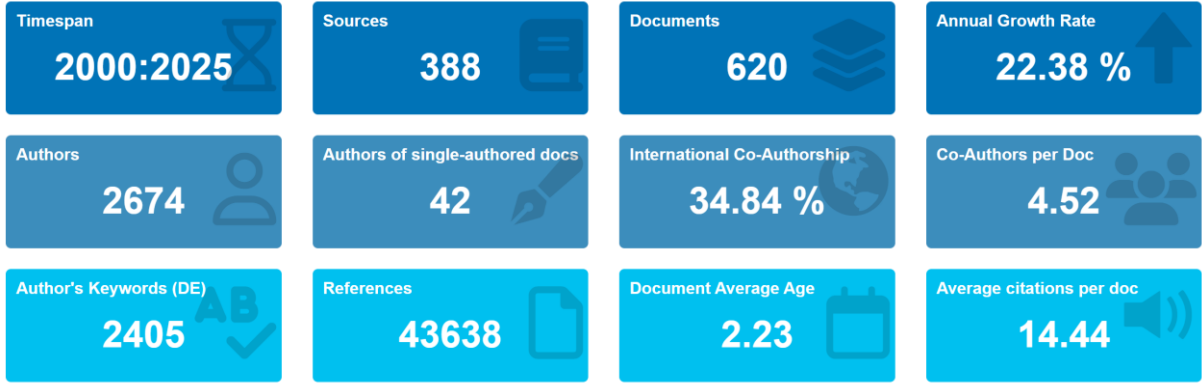 Timespan
2000:2025
Sources
388
Documents
620
Annual Growth Rate
22.38 %
Authors
2674
Authors of single-authored docs
42
International Co-Authorship
34.84 %
Co-Authors per Doc
4.52
Author's Keywords (DE)
AB
2405
References
43638
Document Average Age
2.23
Average citations per doc
14.44